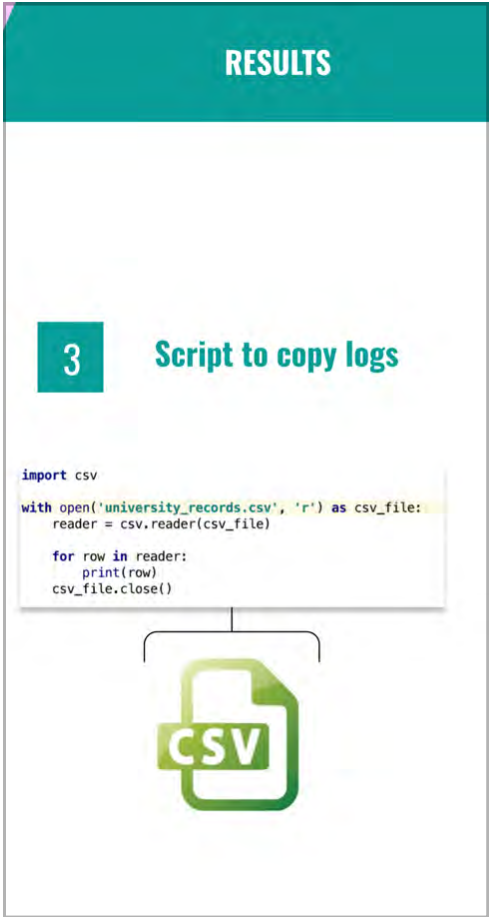 RESULTS
3 Script to copy logs
import csv
with open('university_records.csv', 'r') as csv_file:
    reader = csv.reader(csv_file)
    for row in reader:
        print(row)
    csv_file.close()
CSV